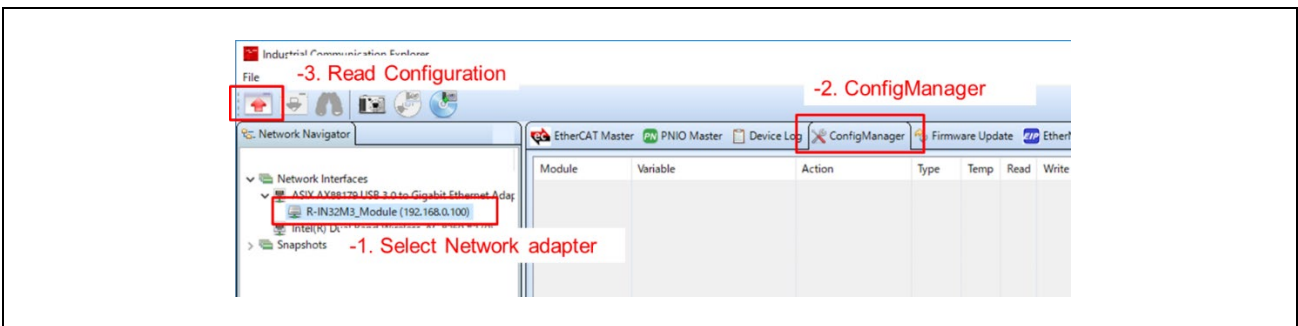 Industrial Communication Explorer
File
-3. Read Configuration
-2. ConfigManager
Network Navigator
EtherCAT Master PNIO Master Device Log ConfigManager Firmware Update
Module Variable Action Type Temp Read Write
Network Interfaces
ASIX AX88179 USB 3.0 to Gigabit Ethernet Adap
R-IN32M3_Module (192.168.0.100)
Intel(R)
Snapshots
-1. Select Network adapter